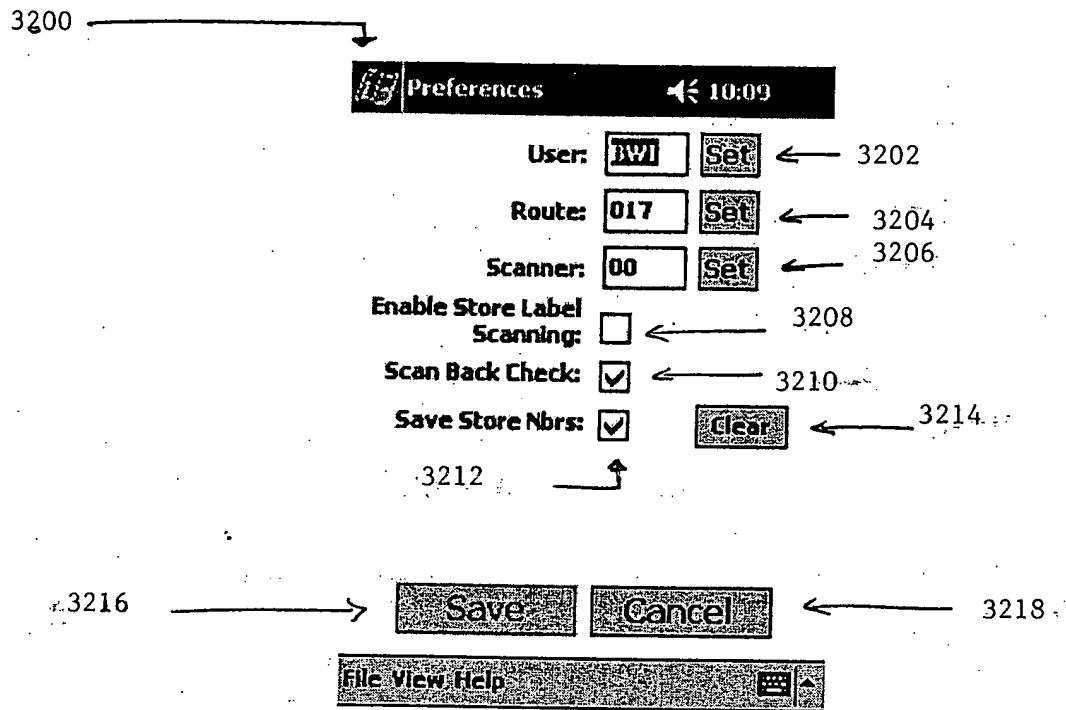 3200
Preferences 10:09
User: BWI Set 3202
Route: 017 Set 3204
Scanner: 00 Set 3206
Enable Store Label
Scanning: 3208
Scan Back Check: 3210
Save Store Nbrs: Clear 3214
3212
3216 Save Cancel 3218
File View Help